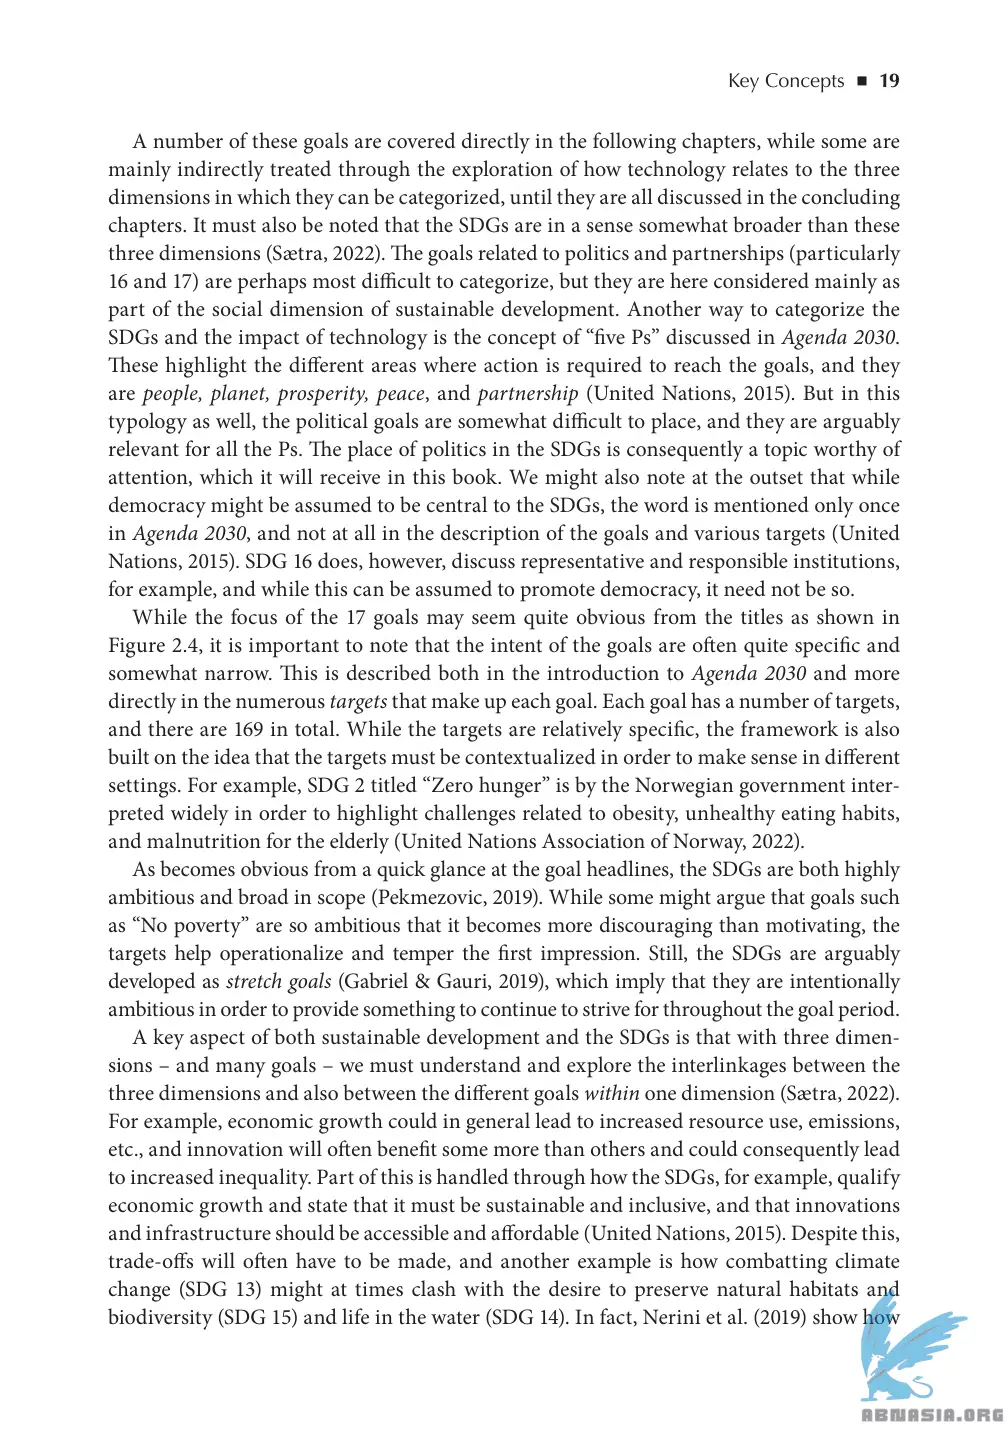 Key Concepts ■ 19
A number of these goals are covered directly in the following chapters, while some are
mainly indirectly treated through the exploration of how technology relates to the three
dimensions in which they can be categorized, until they are all discussed in the concluding
chapters. It must also be noted that the SDGs are in a sense somewhat broader than these
three dimensions (Sætra, 2022). The goals related to politics and partnerships (particularly
16 and 17) are perhaps most difficult to categorize, but they are here considered mainly as
part of the social dimension of sustainable development. Another way to categorize the
SDGs and the impact of technology is the concept of “five Ps” discussed in Agenda 2030.
These highlight the different areas where action is required to reach the goals, and they
are people, planet, prosperity, peace, and partnership (United Nations, 2015). But in this
typology as well, the political goals are somewhat difficult to place, and they are arguably
relevant for all the Ps. The place of politics in the SDGs is consequently a topic worthy of
attention, which it will receive in this book. We might also note at the outset that while
democracy might be assumed to be central to the SDGs, the word is mentioned only once
in Agenda 2030, and not at all in the description of the goals and various targets (United
Nations, 2015). SDG 16 does, however, discuss representative and responsible institutions,
for example, and while this can be assumed to promote democracy, it need not be so.
While the focus of the 17 goals may seem quite obvious from the titles as shown in
Figure 2.4, it is important to note that the intent of the goals are often quite specific and
somewhat narrow. This is described both in the introduction to Agenda 2030 and more
directly in the numerous targets that make up each goal. Each goal has a number of targets,
and there are 169 in total. While the targets are relatively specific, the framework is also
built on the idea that the targets must be contextualized in order to make sense in different
settings. For example, SDG 2 titled “Zero hunger” is by the Norwegian government inter-
preted widely in order to highlight challenges related to obesity, unhealthy eating habits,
and malnutrition for the elderly (United Nations Association of Norway, 2022).
As becomes obvious from a quick glance at the goal headlines, the SDGs are both highly
ambitious and broad in scope (Pekmezovic, 2019). While some might argue that goals such
as “No poverty” are so ambitious that it becomes more discouraging than motivating, the
targets help operationalize and temper the first impression. Still, the SDGs are arguably
developed as stretch goals (Gabriel & Gauri, 2019), which imply that they are intentionally
ambitious in order to provide something to continue to strive for throughout the goal period.
A key aspect of both sustainable development and the SDGs is that with three dimen-
sions – and many goals – we must understand and explore the interlinkages between the
three dimensions and also between the different goals within one dimension (Sætra, 2022).
For example, economic growth could in general lead to increased resource use, emissions,
etc., and innovation will often benefit some more than others and could consequently lead
to increased inequality. Part of this is handled through how the SDGs, for example, qualify
economic growth and state that it must be sustainable and inclusive, and that innovations
and infrastructure should be accessible and affordable (United Nations, 2015). Despite this,
trade-offs will often have to be made, and another example is how combatting climate
change (SDG 13) might at times clash with the desire to preserve natural habitats and
biodiversity (SDG 15) and life in the water (SDG 14). In fact, Nerini et al. (2019) show how
ABNASIA.ORG